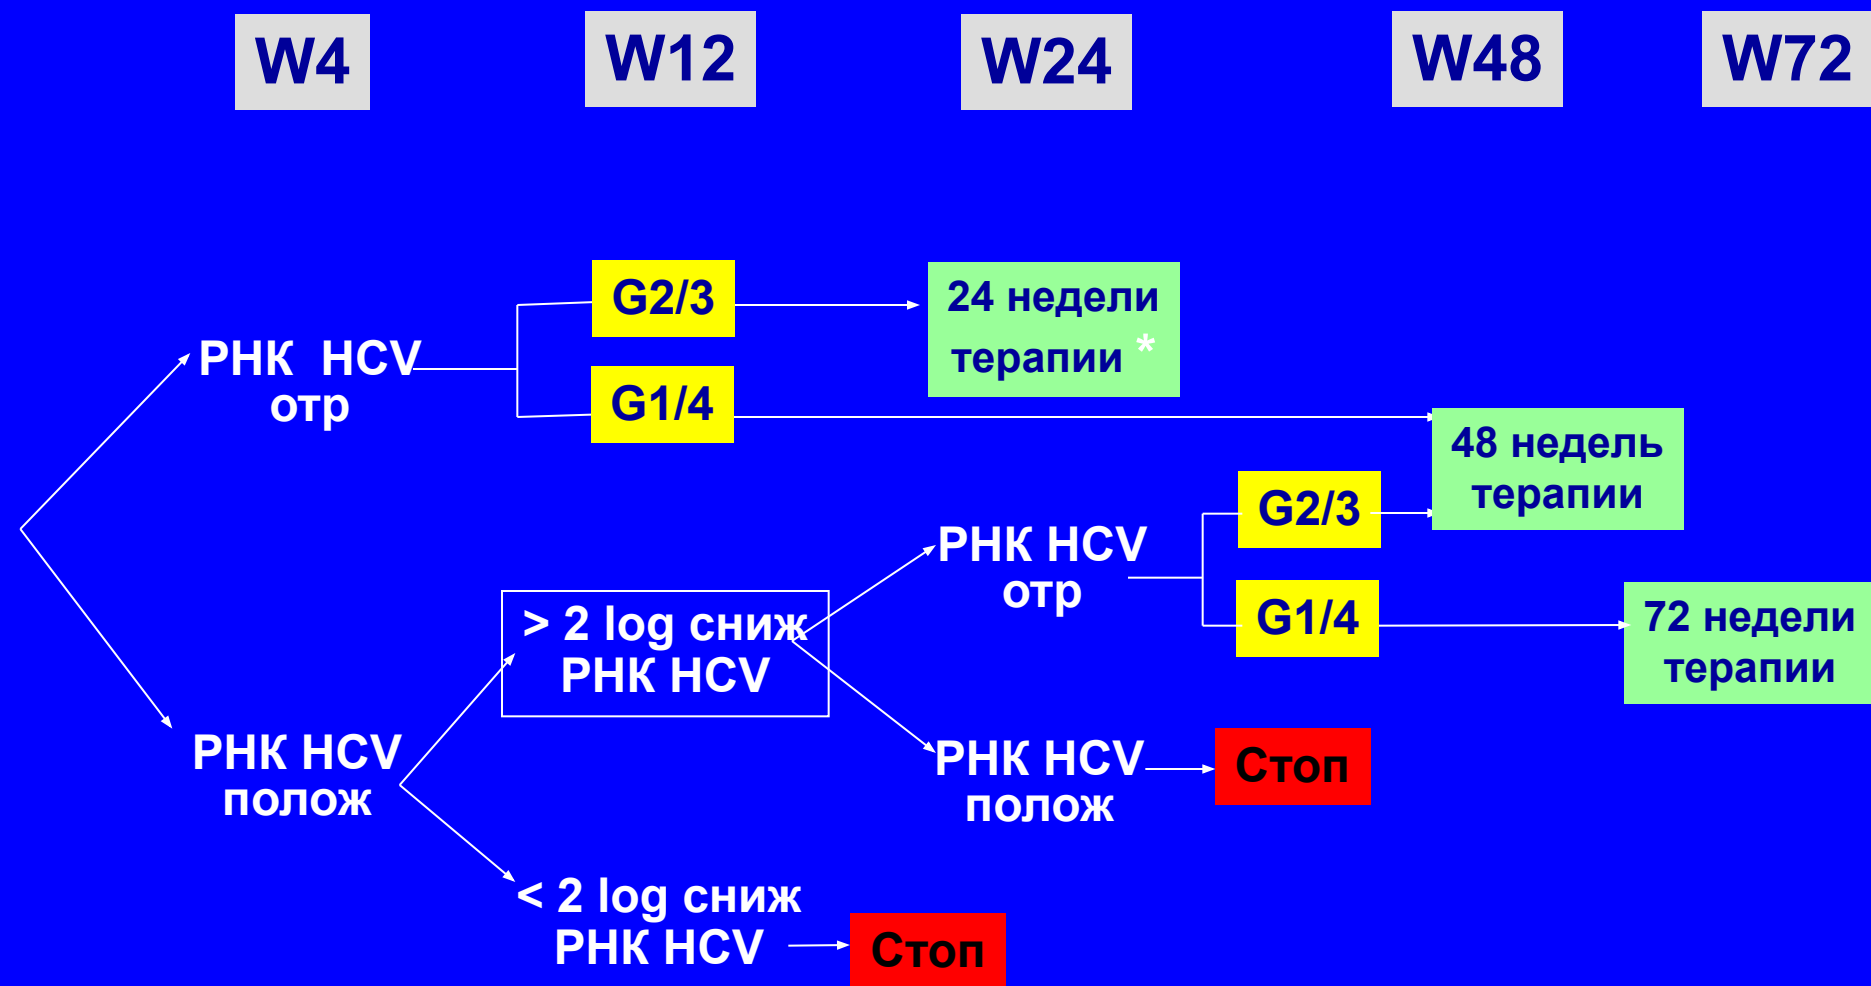 W4
W12
W24
W48
W72
G2/3
24 недели
терапии *
РНК  HCV
отр
G1/4
48 недель
терапии
G2/3
РНК HCV
отр
G1/4
72 недели
терапии
> 2 log сниж
РНК HCV
РНК HCV
полож
РНК HCV
полож
Стоп
< 2 log сниж
РНК HCV
Стоп